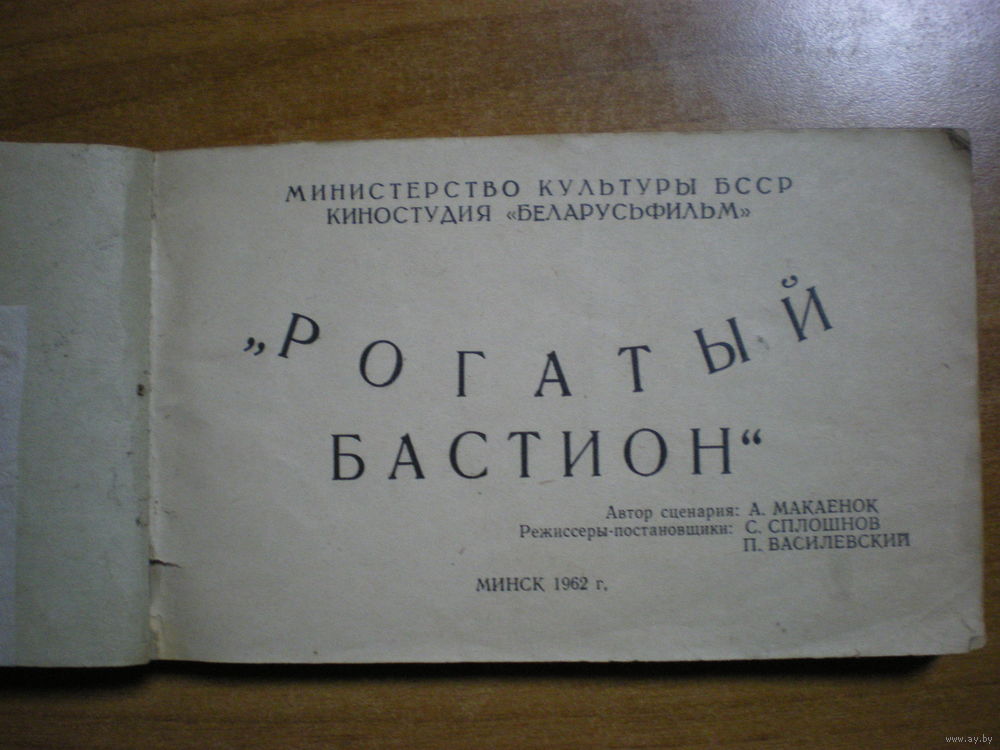 МИНИСТЕРСТВО КУЛЬТУРЫ БССР
КИНОСТУДИЯ «БЕЛАРУСЬФИЛЬМ»
„РОГАТЫЙ
БАСТИОН“
Автор сценария: А. МАКАЕНОК
Режиссеры-постановщики: С. СПЛОШНОВ
П. ВАСИЛЕВСКИЙ
МИНСК 1962 г.
www.ay.by